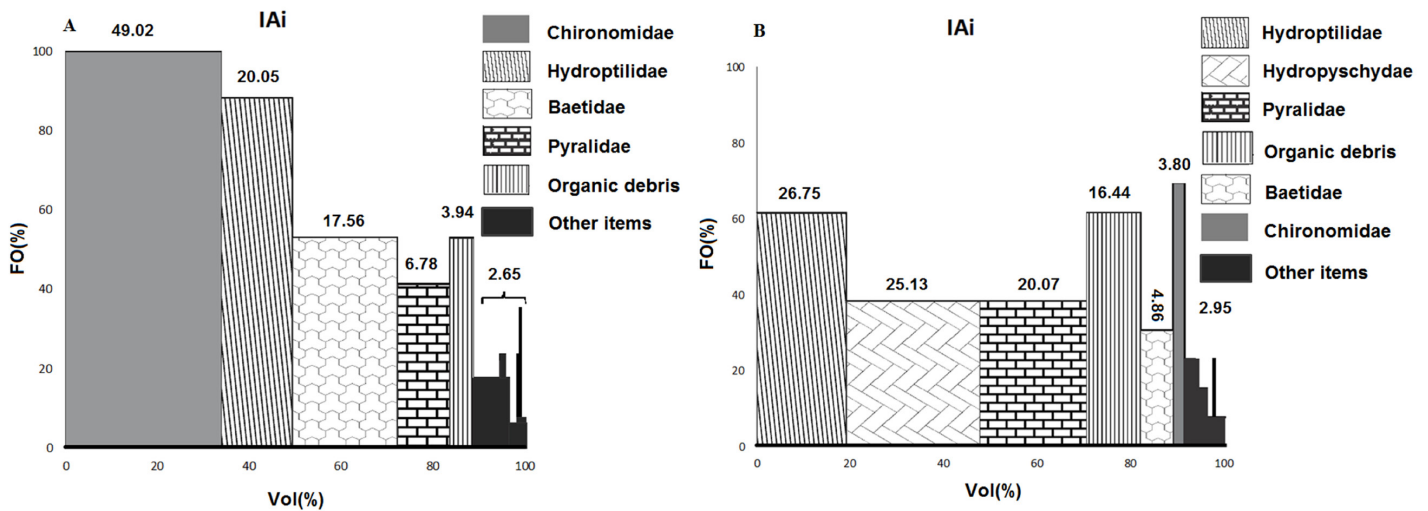 A
IAi
49.02
20.05
17.56
6.78
3.94
2.65
100
80
60
40
20
0
FO(%)
0 20 40 60 80 100
Vol(%)
Chironomidae
Hydroptilidae
Baetidae
Pyralidae
Organic debris
Other items
B
IAi
26.75
25.13
20.07
16.44
4.86
3.80
2.95
100
80
60
40
20
0
FO(%)
0 20 40 60 80 100
Vol(%)
Hydroptilidae
Hydropyschydae
Pyralidae
Organic debris
Baetidae
Chironomidae
Other items